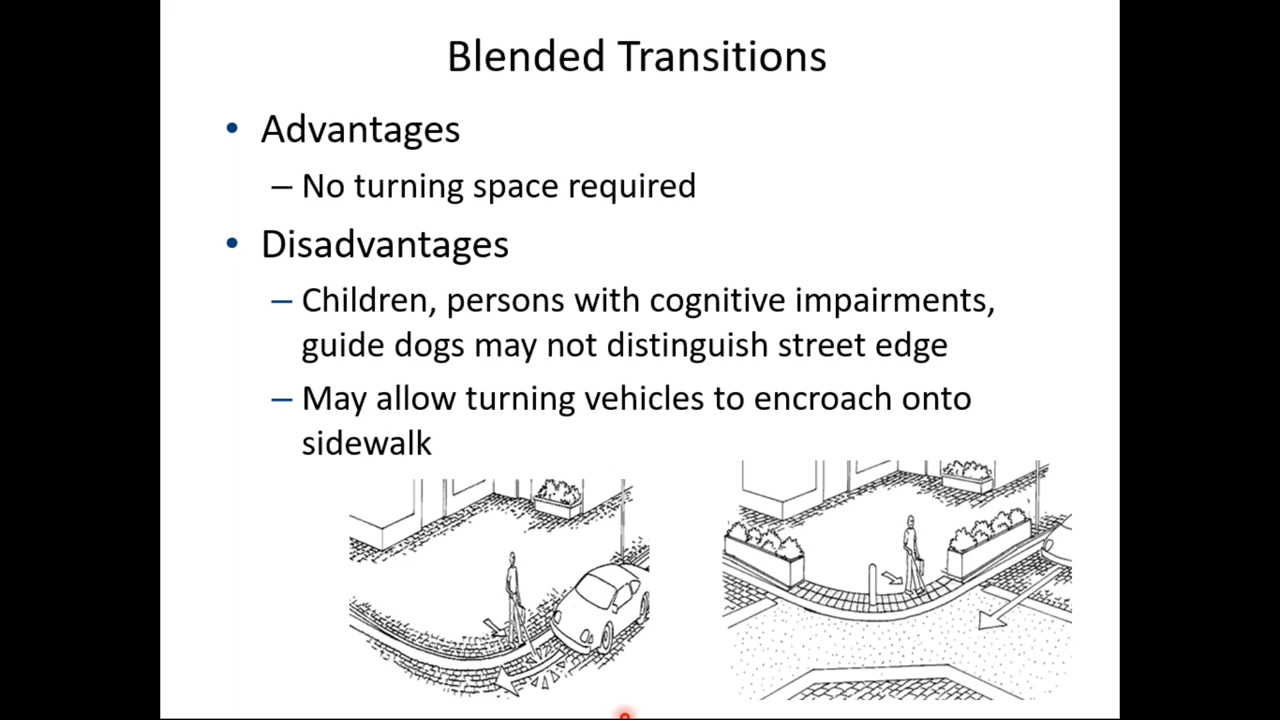 Blended Transitions
• Advantages
– No turning space required
• Disadvantages
– Children, persons with cognitive impairments,
guide dogs may not distinguish street edge
– May allow turning vehicles to encroach onto
sidewalk